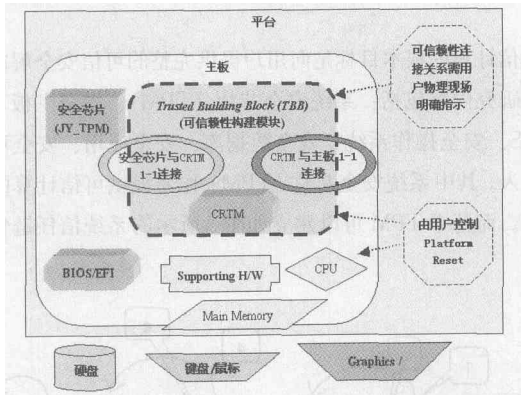 平台
主板
安全芯片
(JY_TPM)
Trusted Building Block (TBB)
(可信赖性构建模块)
安全芯片与CRTM
1-1连接
CRTM 与主板 1-1
连接
CRTM
BIOS/EFI
Supporting H/W
CPU
Main Memory
可信赖性连
接关系需用
户物理现场
明确指示
由用户控制
Platform
Reset
硬盘
键盘/鼠标
Graphics /